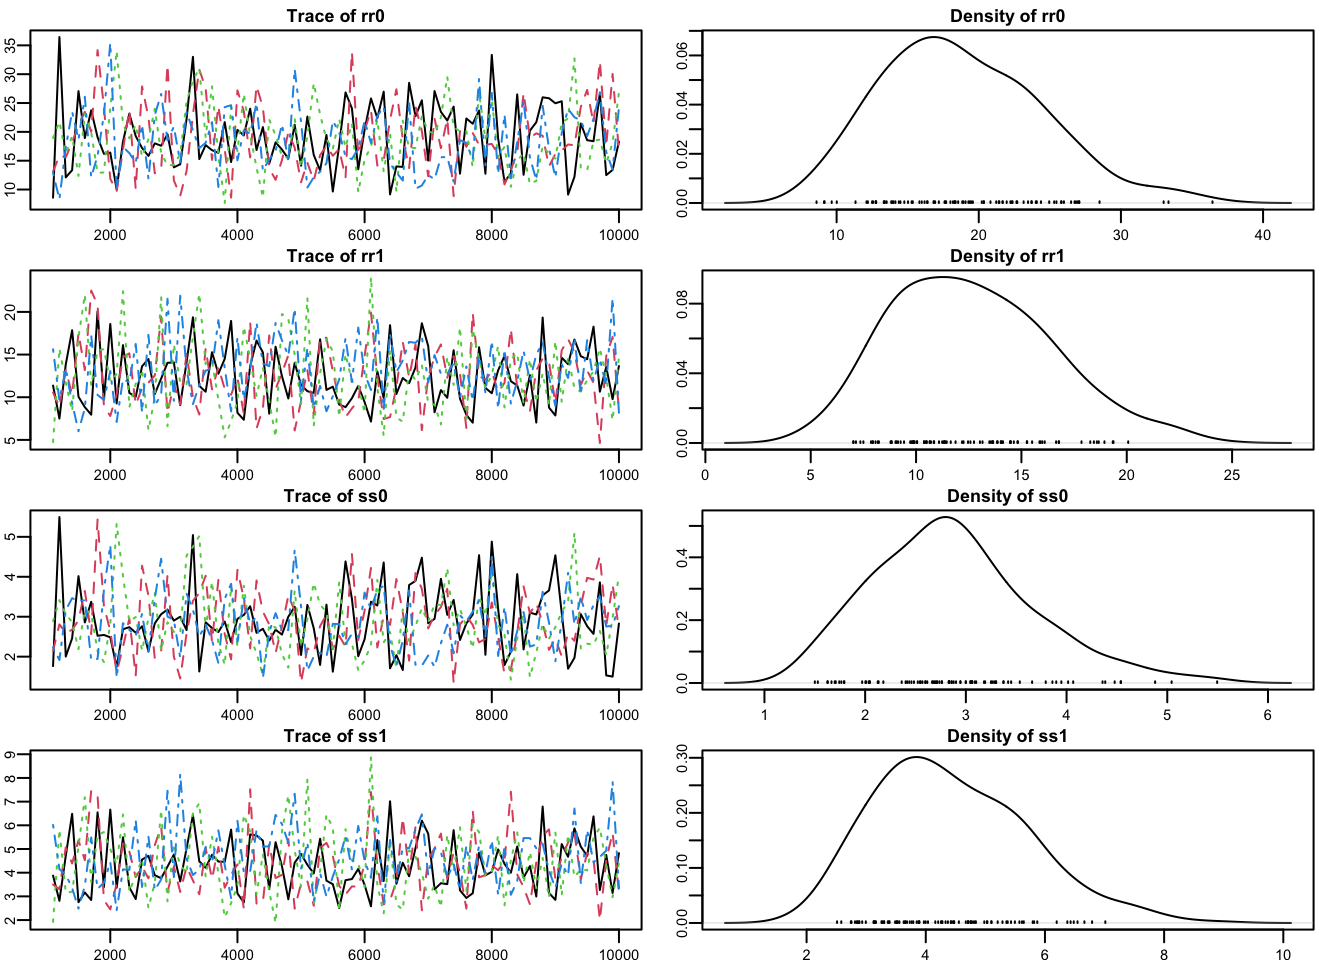 Trace of rr0
35
30
25
20
15
10
2000 4000 6000 8000 10000
Density of rr0
0.06
0.04
0.02
0.00
10 20 30 40
Trace of rr1
20
15
10
5
2000 4000 6000 8000 10000
Density of rr1
0.08
0.04
0.00
0 5 10 15 20 25
Trace of ss0
5
4
3
2
2000 4000 6000 8000 10000
Density of ss0
0.4
0.2
0.0
1 2 3 4 5 6
Trace of ss1
9
8
7
6
5
4
3
2
2000 4000 6000 8000 10000
Density of ss1
0.30
0.20
0.10
0.00
2 4 6 8 10